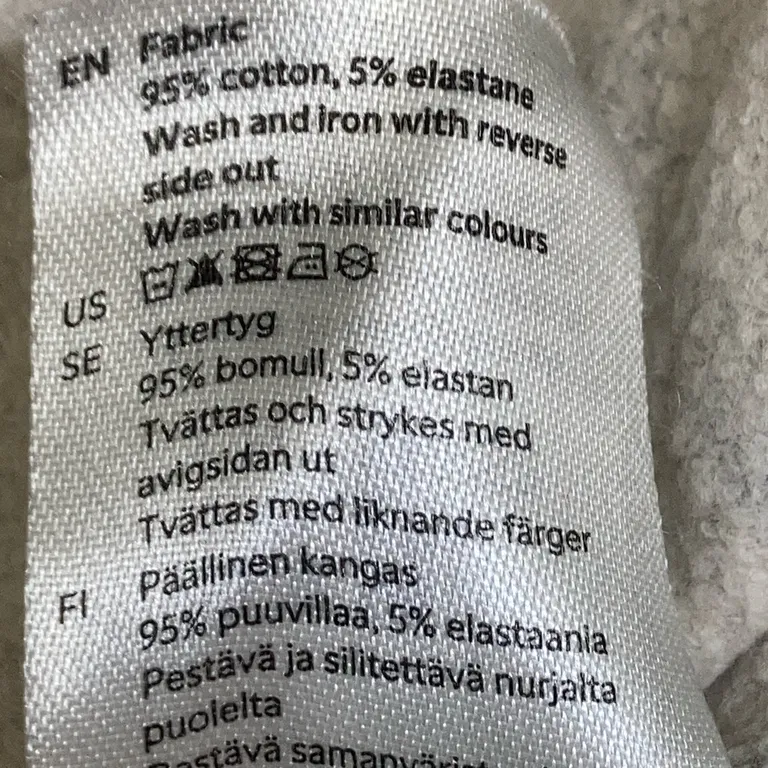 EN Fabric
95% cotton, 5% elastane
Wash and iron with reverse
side out
Wash with similar colours
US
SE Yttertyg
95% bomull, 5% elastan
Tvättas och strykes med
avigsidan ut
Tvättas med liknande färger
FI Päällinen kangas
95% puuvillaa, 5% elastaania
Pestävä ja silitettävä nurjalta
puolelta